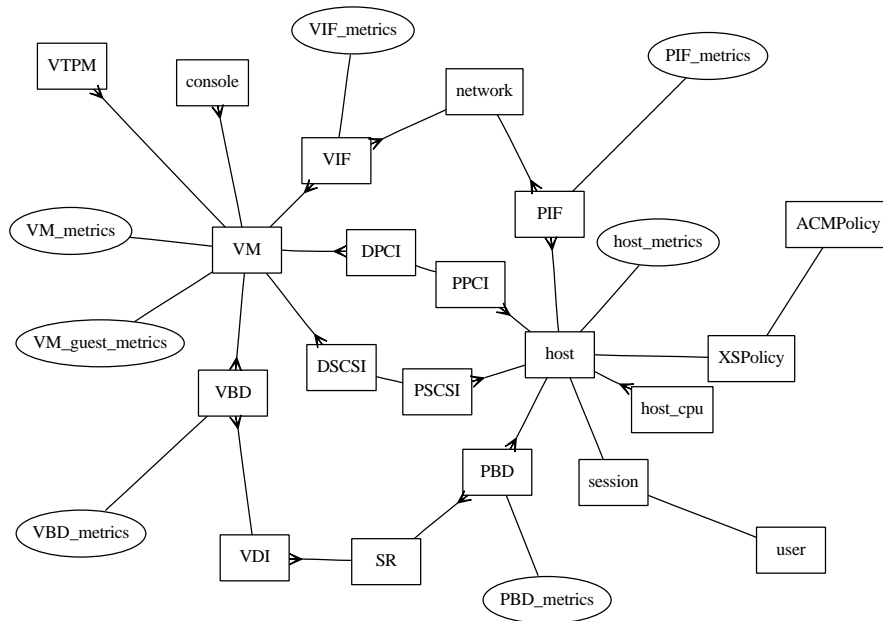 VIF_metrics
PIF_metrics
VTPM
console
network
VIF
PIF
ACMPolicy
VM_metrics
VM
DPCI
host_metrics
PPCI
VM_guest_metrics
DSCSI
host
XSPolicy
VBD
PSCSI
host_cpu
PBD
session
VBD_metrics
VDI
SR
user
PBD_metrics